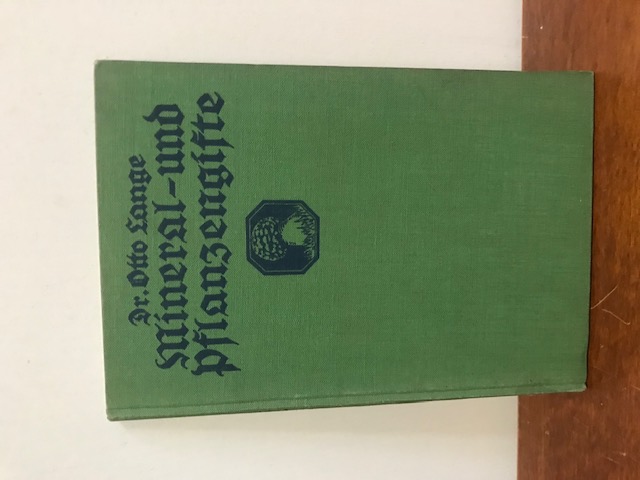 Dr. Otto Lange
Mineral- und
Pflanzengifte